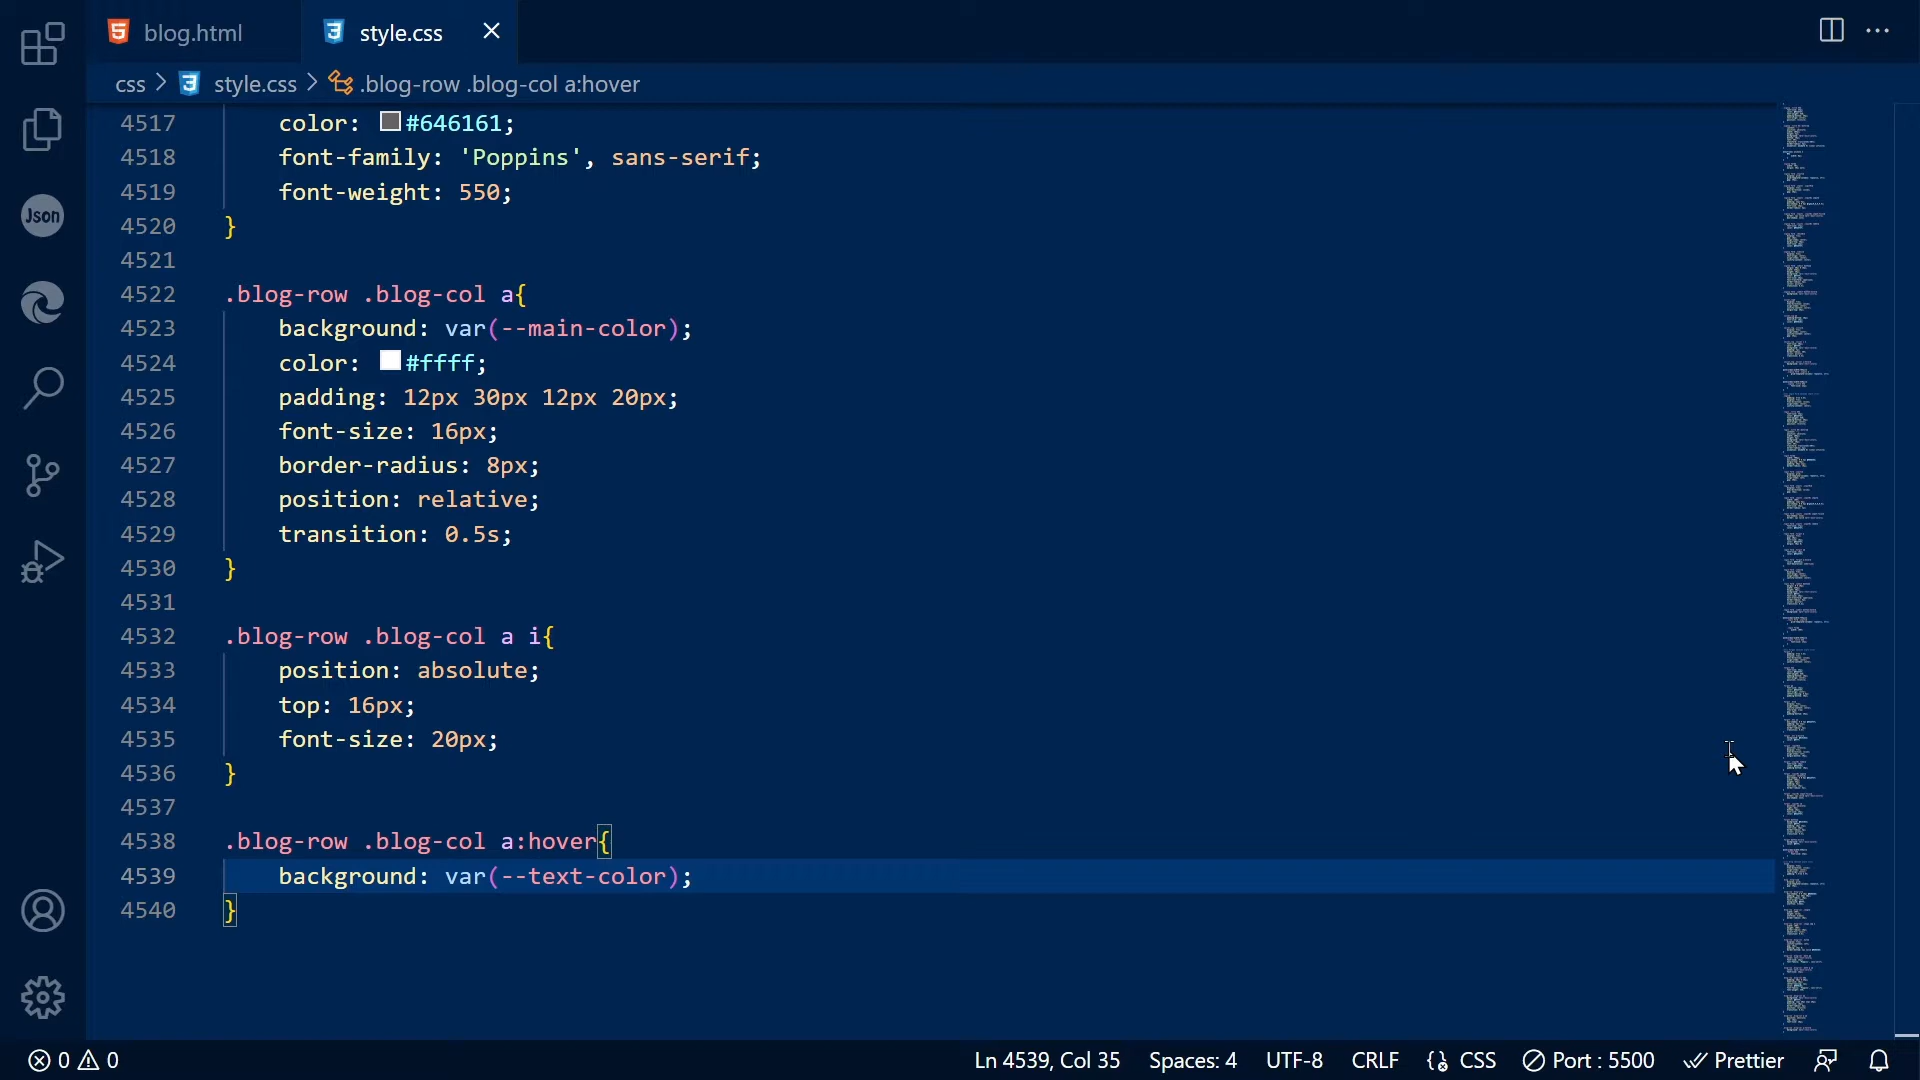 blog.html
style.css
css > style.css > .blog-row .blog-col a:hover
Json
4517 color: #646161;
4518 font-family: 'Poppins', sans-serif;
4519 font-weight: 550;
4520 }
4521
4522 .blog-row .blog-col a{
4523 background: var(--main-color);
4524 color: #ffff;
4525 padding: 12px 30px 12px 20px;
4526 font-size: 16px;
4527 border-radius: 8px;
4528 position: relative;
4529 transition: 0.5s;
4530 }
4531
4532 .blog-row .blog-col a i{
4533 position: absolute;
4534 top: 16px;
4535 font-size: 20px;
4536 }
4537
4538 .blog-row .blog-col a:hover{
4539 background: var(--text-color);
4540 }
0 0 Ln 4539, Col 35 Spaces: 4 UTF-8 CRLF CSS Port : 5500 Prettier